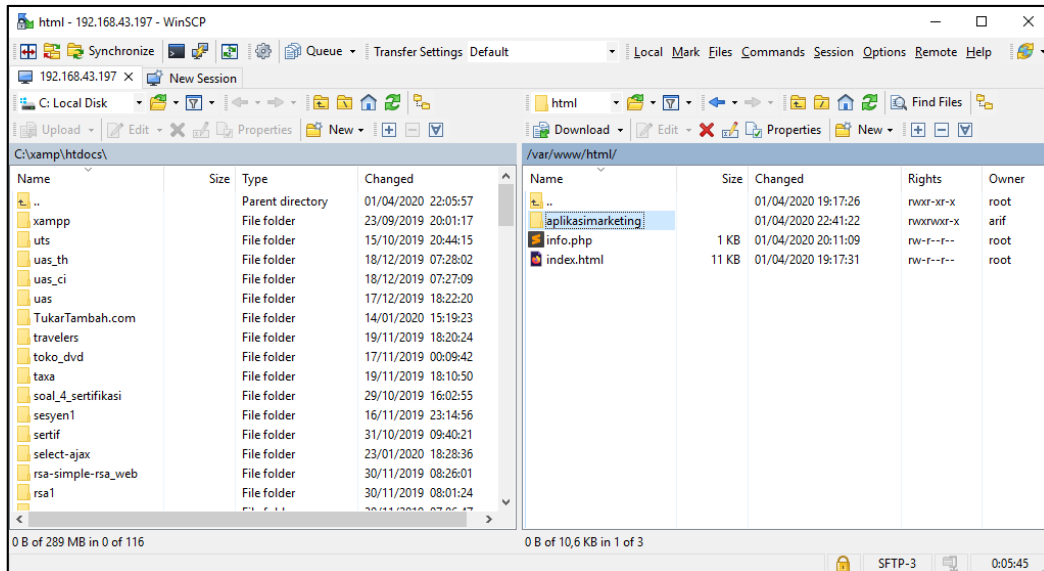 html - 192.168.43.197 - WinSCP
Synchronize Queue Transfer Settings Default Local Mark Files Commands Session Options Remote Help
192.168.43.197 New Session
C: Local Disk html Find Files
Upload Edit Properties New Download Edit Properties New
C:\xamp\htdocs\ /var/www/html/
Name Size Type Changed Name Size Changed Rights Owner
.. Parent directory 01/04/2020 22:05:57 .. 01/04/2020 19:17:26 rwxr-xr-x root
xampp File folder 23/09/2019 20:01:17 aplikasimarketing 01/04/2020 22:41:22 rwxrwxr-x arif
uts File folder 15/10/2019 20:44:15 info.php 1 KB 01/04/2020 20:11:09 rw-r--r-- root
uas_th File folder 18/12/2019 07:28:02 index.html 11 KB 01/04/2020 19:17:31 rw-r--r-- root
uas_ci File folder 18/12/2019 07:27:09
uas File folder 17/12/2019 18:22:20
TukarTambah.com File folder 14/01/2020 15:19:23
travelers File folder 19/11/2019 18:20:24
toko_dvd File folder 17/11/2019 00:09:42
taxa File folder 19/11/2019 18:10:50
soal_4_sertifikasi File folder 29/10/2019 16:02:55
sesyen1 File folder 16/11/2019 23:14:56
sertif File folder 31/10/2019 09:40:21
select-ajax File folder 23/01/2020 18:28:36
rsa-simple-rsa_web File folder 30/11/2019 08:26:01
rsa1 File folder 30/11/2019 08:01:24
0 B of 289 MB in 0 of 116 0 B of 10,6 KB in 1 of 3
SFTP-3 0:05:45